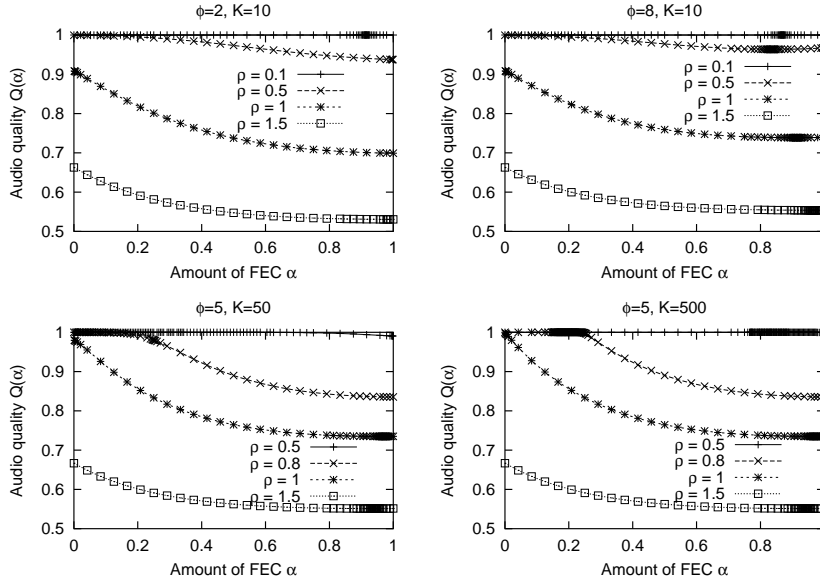 ϕ=2, K=10
1
0.9
0.8
0.7
0.6
0.5
0
0.2
0.4
0.6
0.8
1
Audio quality Q(α)
Amount of FEC α
ρ = 0.1
ρ = 0.5
ρ = 1
ρ = 1.5
ϕ=8, K=10
1
0.9
0.8
0.7
0.6
0.5
0
0.2
0.4
0.6
0.8
Audio quality Q(α)
Amount of FEC α
ρ = 0.1
ρ = 0.5
ρ = 1
ρ = 1.5
ϕ=5, K=50
1
0.9
0.8
0.7
0.6
0.5
0
0.2
0.4
0.6
0.8
1
Audio quality Q(α)
Amount of FEC α
ρ = 0.5
ρ = 0.8
ρ = 1
ρ = 1.5
ϕ=5, K=500
1
0.9
0.8
0.7
0.6
0.5
0
0.2
0.4
0.6
0.8
Audio quality Q(α)
Amount of FEC α
ρ = 0.5
ρ = 0.8
ρ = 1
ρ = 1.5